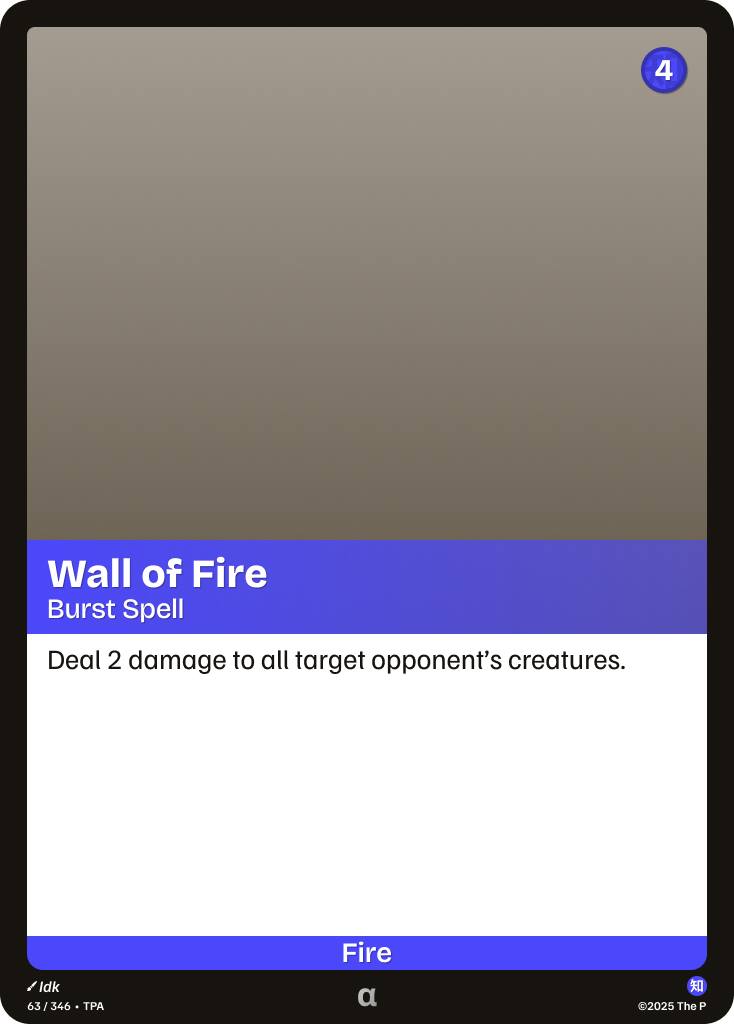 4
Wall of Fire
Burst Spell
Deal 2 damage to all target opponent’s creatures.
Fire
Idk
63 / 346 • TPA
α
知
©2025 The P